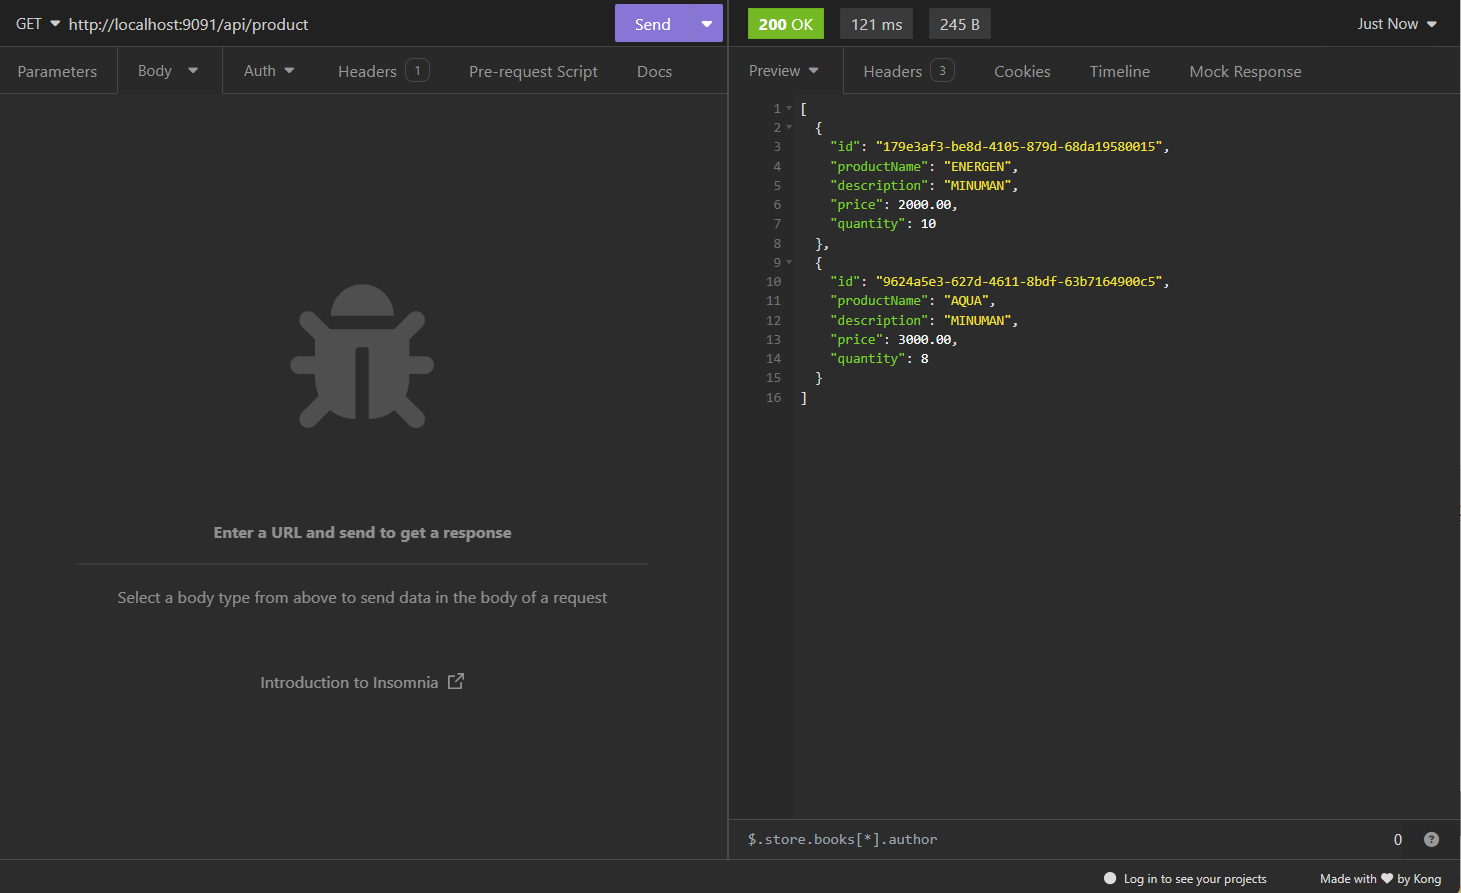 GET http://localhost:9091/api/product Send
200 OK 121 ms 245 B Just Now
Parameters Body Auth Headers 1 Pre-request Script Docs
Preview Headers 3 Cookies Timeline Mock Response
Enter a URL and send to get a response
Select a body type from above to send data in the body of a request
Introduction to Insomnia
1 [
2 {
3 "id": "179e3af3-be8d-4105-879d-68da19580015",
4 "productName": "ENERGEN",
5 "description": "MINUMAN",
6 "price": 2000.00,
7 "quantity": 10
8 },
9 {
10 "id": "9624a5e3-627d-4611-8bdf-63b7164900c5",
11 "productName": "AQUA",
12 "description": "MINUMAN",
13 "price": 3000.00,
14 "quantity": 8
15 }
16 ]
$.store.books[*].author 0 ?
Log in to see your projects Made with ♥ by Kong